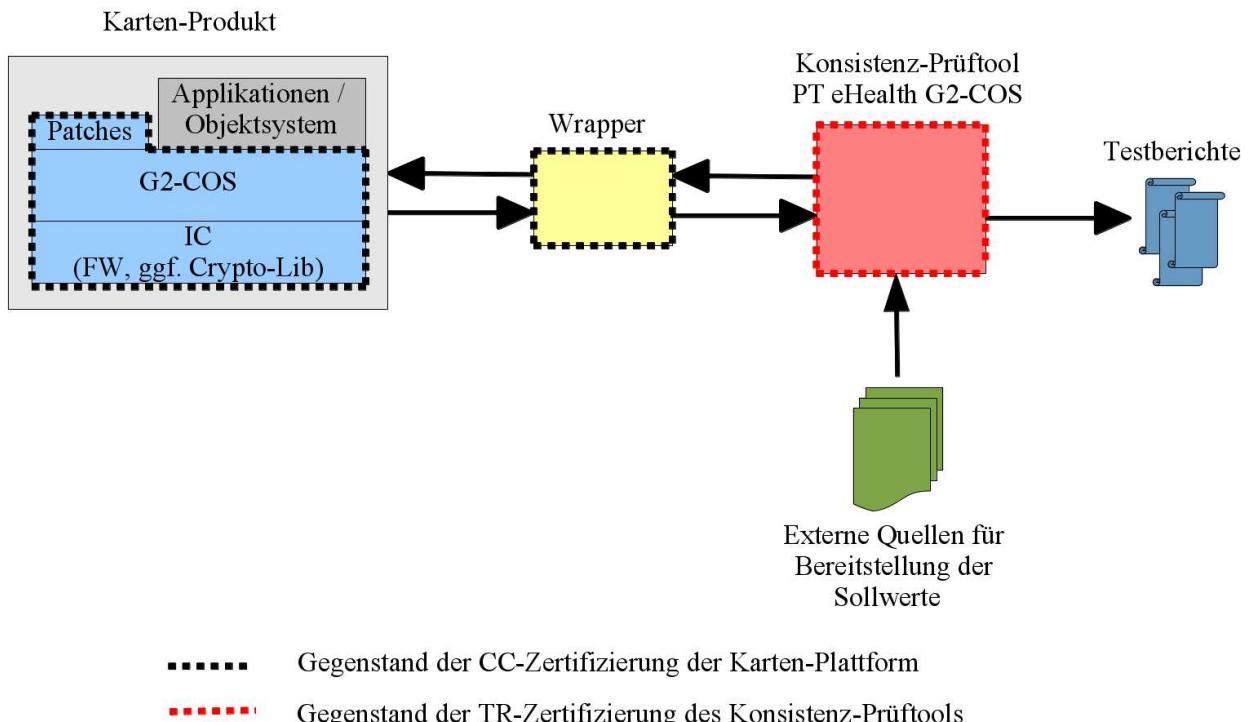 Karten-Produkt
Applikationen /
Objektsystem
Patches
G2-COS
IC
(FW, ggf. Crypto-Lib)
Wrapper
Konsistenz-Prüftool
PT eHealth G2-COS
Testberichte
Externe Quellen für
Bereitstellung der
Sollwerte
Gegenstand der CC-Zertifizierung der Karten-Plattform
Gegenstand der TR-Zertifizierung des Konsistenz-Prüftools